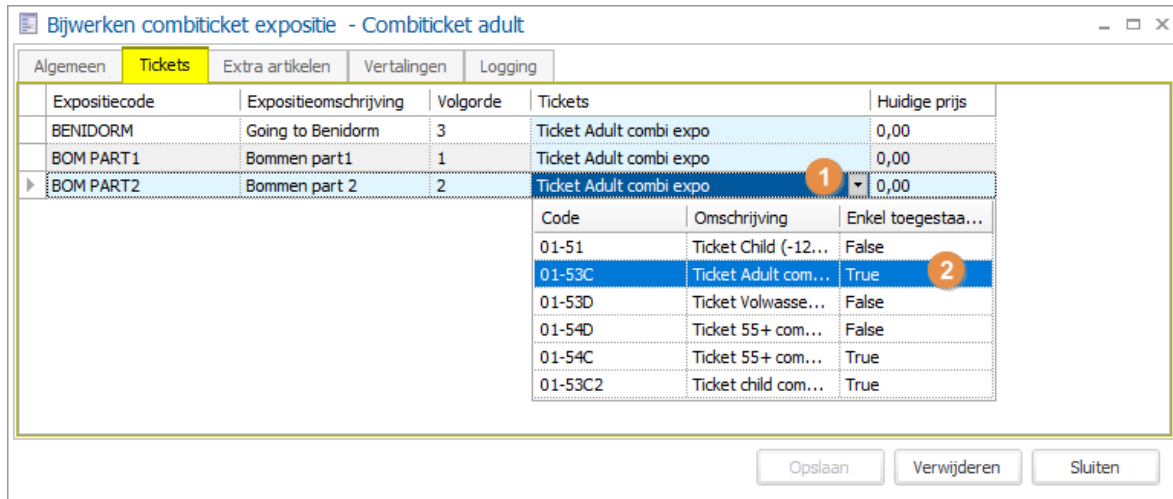 Bijwerken combiticket expositie - Combiticket adult
Algemeen Tickets Extra artikelen Vertalingen Logging
Expositiecode Expositieomschrijving Volgorde Tickets Huidige prijs
BENIDORM Going to Benidorm 3 Ticket Adult combi expo 0,00
BOM PART1 Bommen part1 1 Ticket Adult combi expo 0,00
BOM PART2 Bommen part 2 2 Ticket Adult combi expo 1 0,00
Code Omschrijving Enkel toegestaa...
01-51 Ticket Child (-12... False
01-53C Ticket Adult com... True 2
01-53D Ticket Volwasse... False
01-54D Ticket 55+ com... False
01-54C Ticket 55+ com... True
01-53C2 Ticket child com... True
Opslaan Verwijderen Sluiten